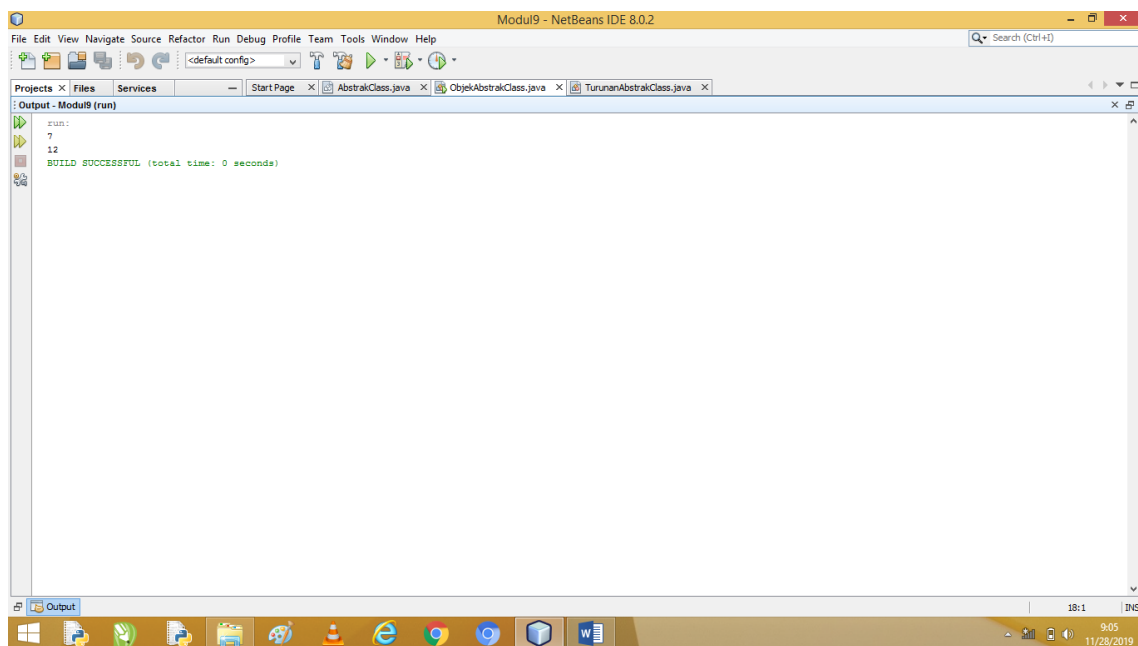 Modul9 - NetBeans IDE 8.0.2
File Edit View Navigate Source Refactor Run Debug Profile Team Tools Window Help
Search (Ctrl+I)
<default config>
Projects Files Services Start Page AbstrakClass.java ObjekAbstrakClass.java TurunanAbstrakClass.java
Output - Modul9 (run)
run:
7
12
BUILD SUCCESSFUL (total time: 0 seconds)
Output
18:1 INS
9:05
11/28/2019